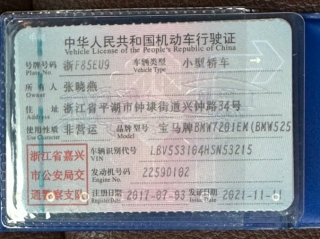 中华人民共和国机动车行驶证
Vehicle License of the People's Republic of China
号牌号码 浙F85EU9 车辆类型 小型轿车
Plate No. Vehicle Type
所有人 张晓燕
Owner
住址 浙江省平湖市钟埭街道兴钟路34号
Address
使用性质 非营运 品牌型号 宝马牌BMW7201EM(BMW525
Use Character Model
浙江省嘉兴 车辆识别代号 LBV5S3104HSN53215
VIN
市公安局交 发动机号码 2259D102
Engine No.
通警察支队 注册日期 2017-07-03 发证日期 2021-11-11
Register Date Issue Date